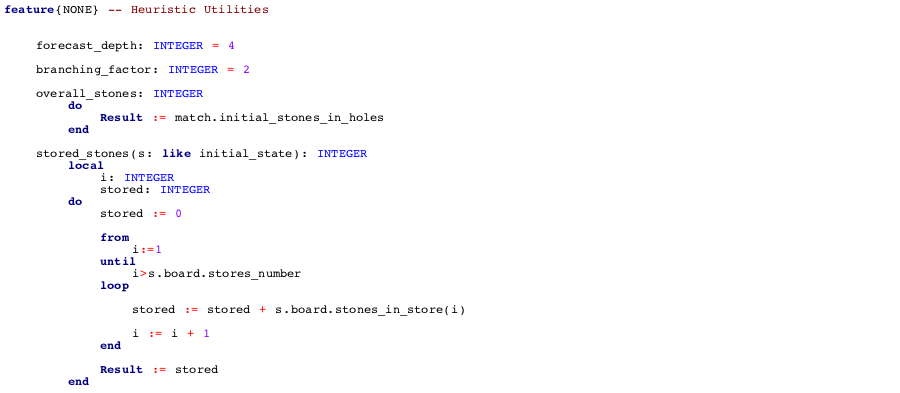 feature{NONE} -- Heuristic Utilities
forecast_depth: INTEGER = 4
branching_factor: INTEGER = 2
overall_stones: INTEGER
do
Result := match.initial_stones_in_holes
end
stored_stones(s: like initial_state): INTEGER
local
i: INTEGER
stored: INTEGER
do
stored := 0
from
i:=1
until
i>s.board.stores_number
loop
stored := stored + s.board.stones_in_store(i)
i := i + 1
end
Result := stored
end